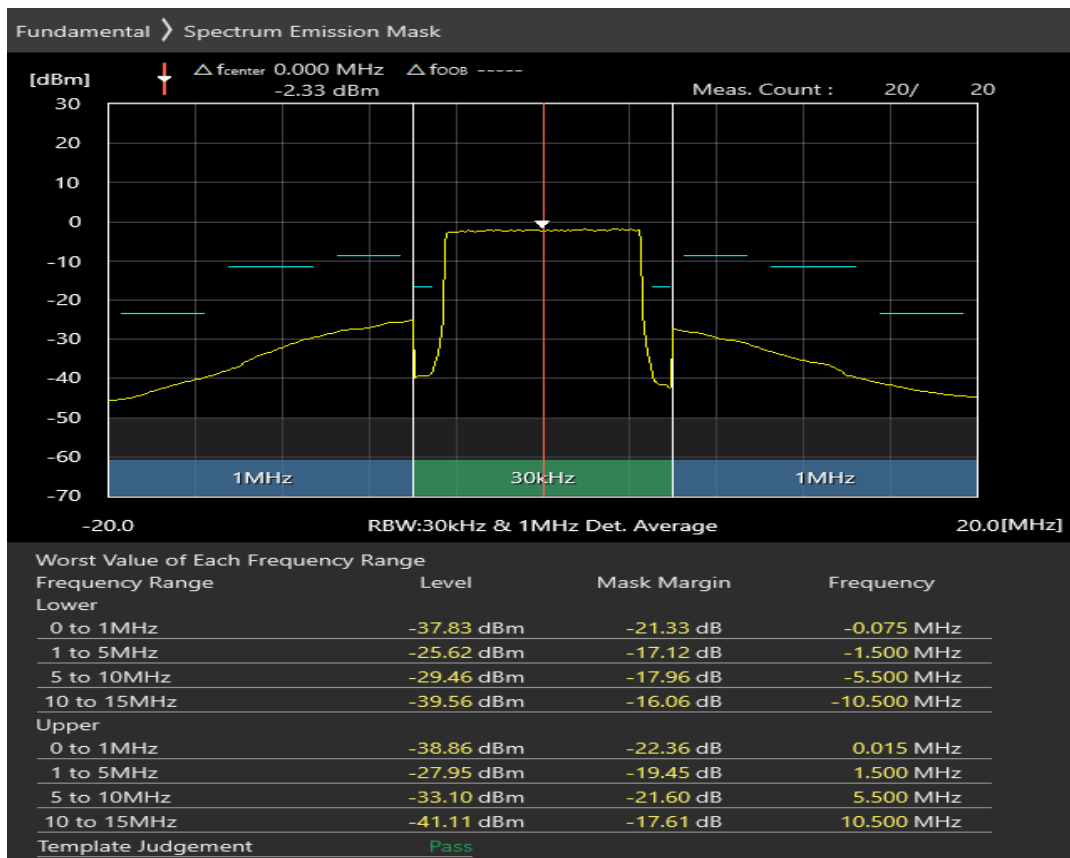 Fundamental ❯ Spectrum Emission Mask
[dBm] △ fcenter 0.000 MHz △ fOOB -----
-2.33 dBm Meas. Count : 20/ 20
30
20
10
0
-10
-20
-30
-40
-50
-60
-70
1MHz 30kHz 1MHz
-20.0 RBW:30kHz & 1MHz Det. Average 20.0[MHz]
Worst Value of Each Frequency Range
Frequency Range Level Mask Margin Frequency
Lower
0 to 1MHz -37.83 dBm -21.33 dB -0.075 MHz
1 to 5MHz -25.62 dBm -17.12 dB -1.500 MHz
5 to 10MHz -29.46 dBm -17.96 dB -5.500 MHz
10 to 15MHz -39.56 dBm -16.06 dB -10.500 MHz
Upper
0 to 1MHz -38.86 dBm -22.36 dB 0.015 MHz
1 to 5MHz -27.95 dBm -19.45 dB 1.500 MHz
5 to 10MHz -33.10 dBm -21.60 dB 5.500 MHz
10 to 15MHz -41.11 dBm -17.61 dB 10.500 MHz
Template Judgement Pass